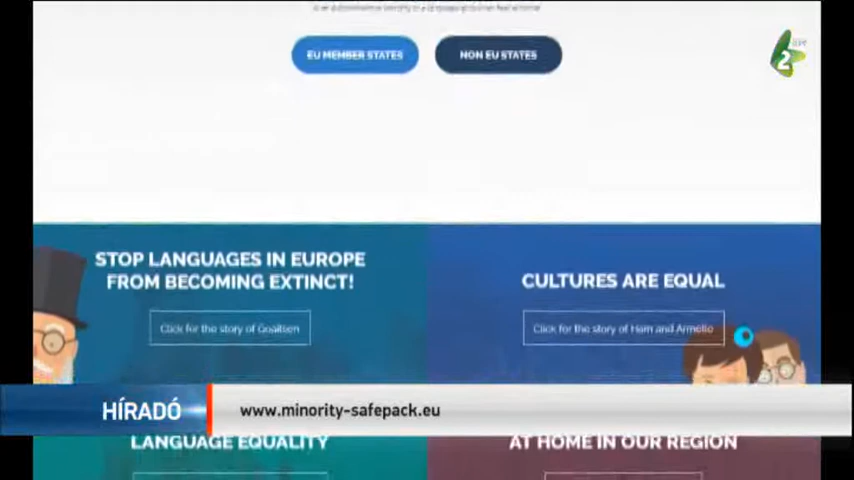 EU MEMBER STATES
NON EU STATES
2
STOP LANGUAGES IN EUROPE
FROM BECOMING EXTINCT!
Click for the story of Goaitsen
CULTURES ARE EQUAL
Click for the story of Ham and Armelle
HÍRADÓ
www.minority-safepack.eu
LANGUAGE EQUALITY
AT HOME IN OUR REGION